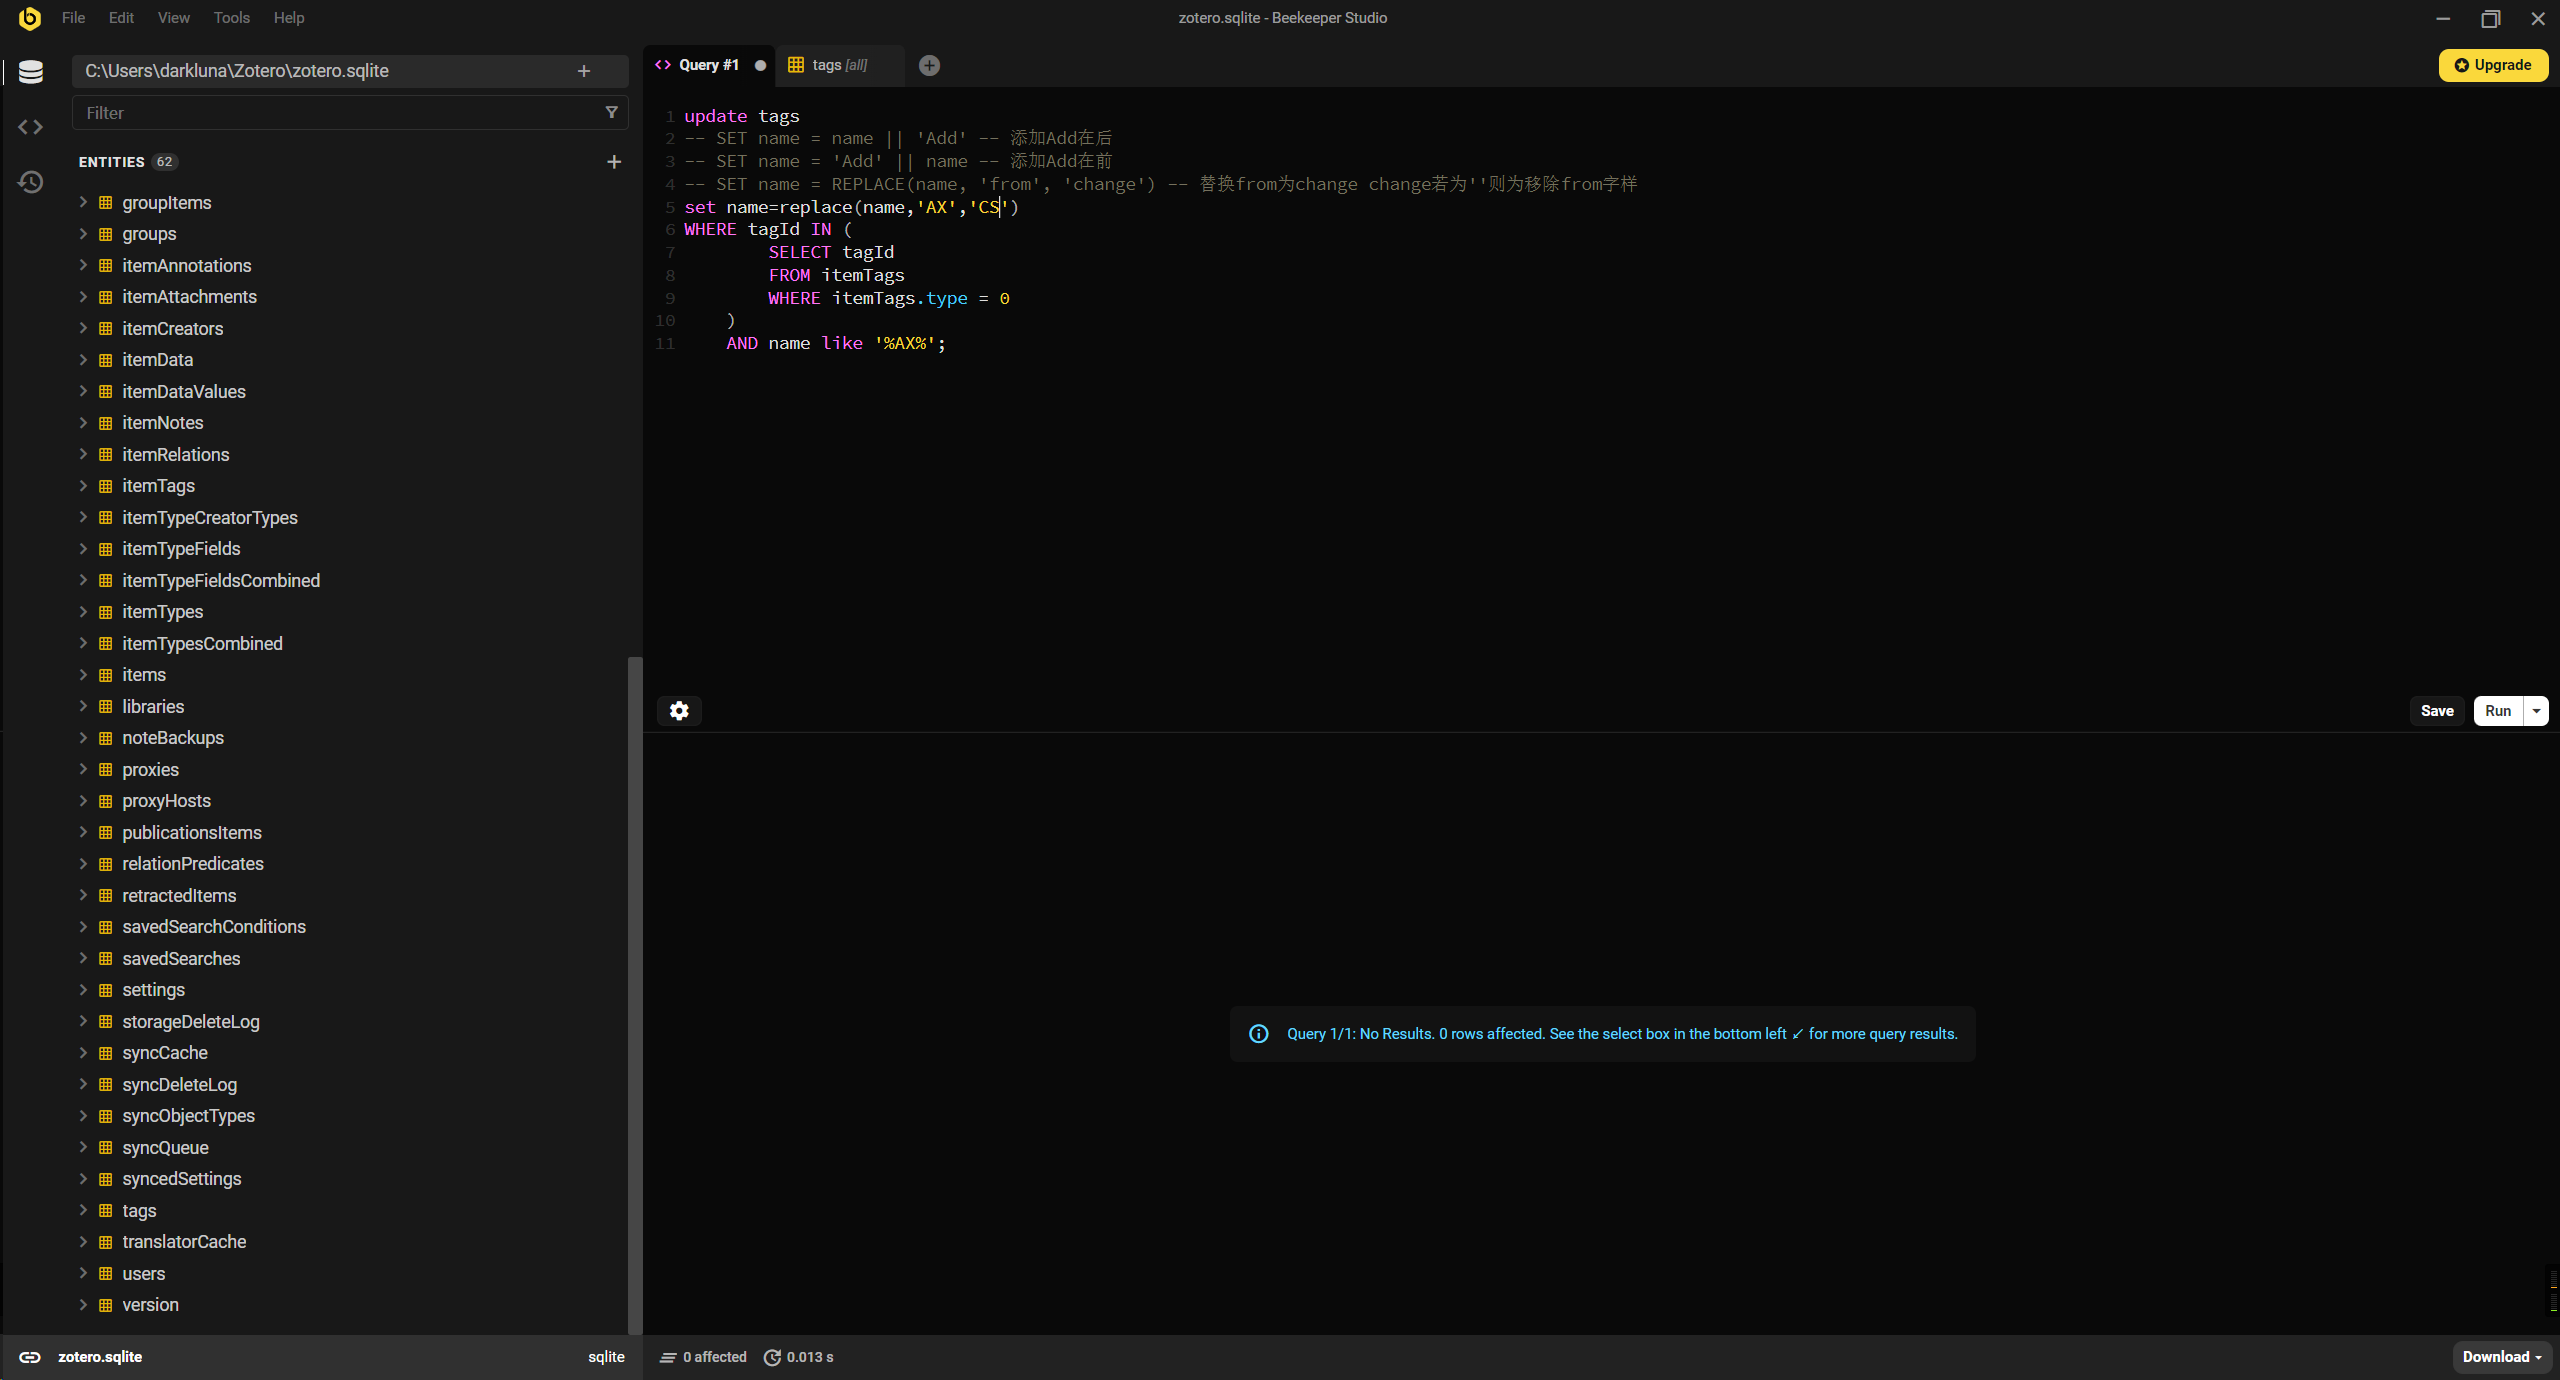 File Edit View Tools Help
zotero.sqlite - Beekeeper Studio
C:\Users\darkluna\Zotero\zotero.sqlite
Filter
ENTITIES 62
groupItems
groups
itemAnnotations
itemAttachments
itemCreators
itemData
itemDataValues
itemNotes
itemRelations
itemTags
itemTypeCreatorTypes
itemTypeFields
itemTypeFieldsCombined
itemTypes
itemTypesCombined
items
libraries
noteBackups
proxies
proxyHosts
publicationsItems
relationPredicates
retractedItems
savedSearchConditions
savedSearches
settings
storageDeleteLog
syncCache
syncDeleteLog
syncObjectTypes
syncQueue
syncedSettings
tags
translatorCache
users
version
zotero.sqlite sqlite
Query #1 tags [all]
Upgrade
1 update tags
2 -- SET name = name || 'Add' -- 添加Add在后
3 -- SET name = 'Add' || name -- 添加Add在前
4 -- SET name = REPLACE(name, 'from', 'change') -- 替换from为change change若为''则为移除from字样
5 set name=replace(name,'AX','CS')
6 WHERE tagId IN (
7 SELECT tagId
8 FROM itemTags
9 WHERE itemTags.type = 0
10 )
11 AND name like '%AX%';
Save Run
Query 1/1: No Results. 0 rows affected. See the select box in the bottom left ↙ for more query results.
0 affected 0.013 s
Download